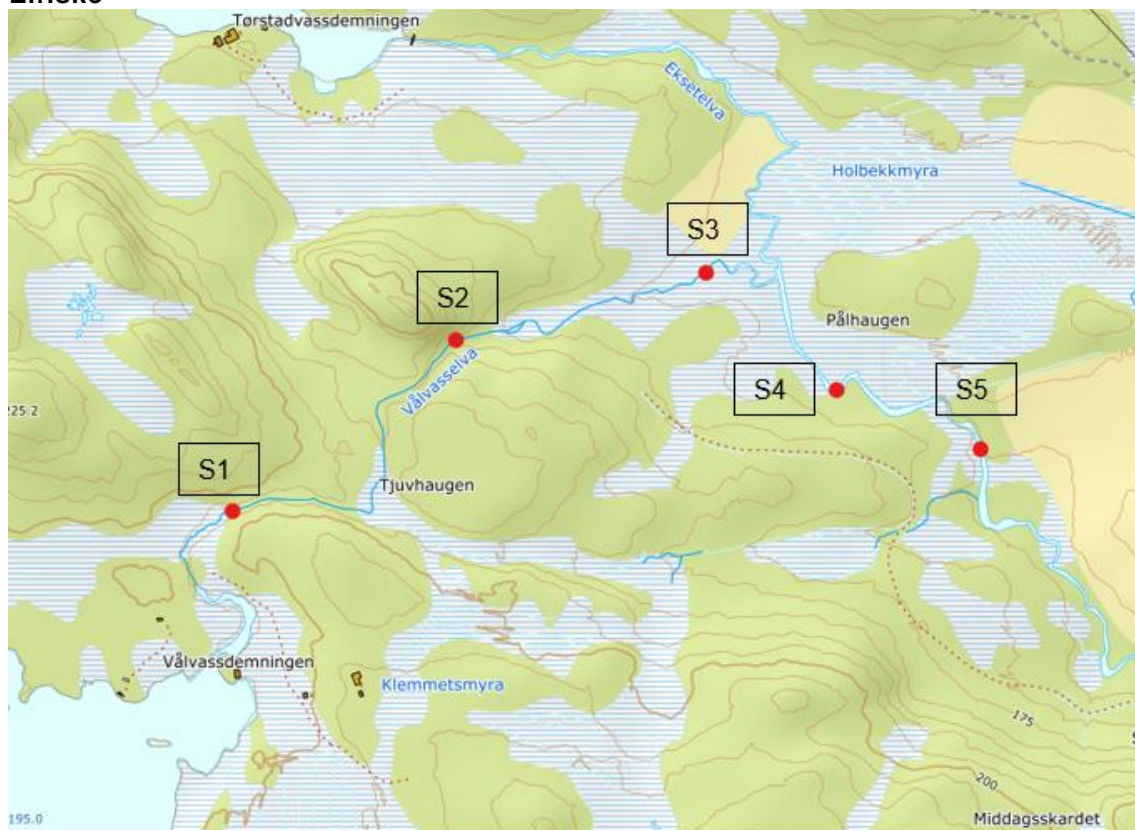 Tørstadvassdemningen
Eksetelva
Holbekkmyra
S3
S2
Pålhaugen
Vålvasselva
S4
S5
25.2
S1
Tjuvhaugen
Vålvassdemningen
Klemmetsmyra
175
200
195.0
Middagsskardet